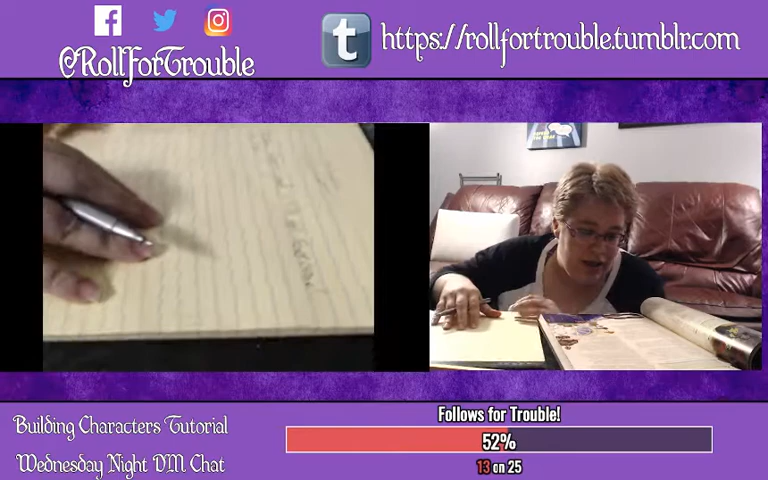 @RollForTrouble
t https://rollfortrouble.tumblr.com
Building Characters Tutorial
Wednesday Night DM Chat
Follows for Trouble!
52%
13 on 25